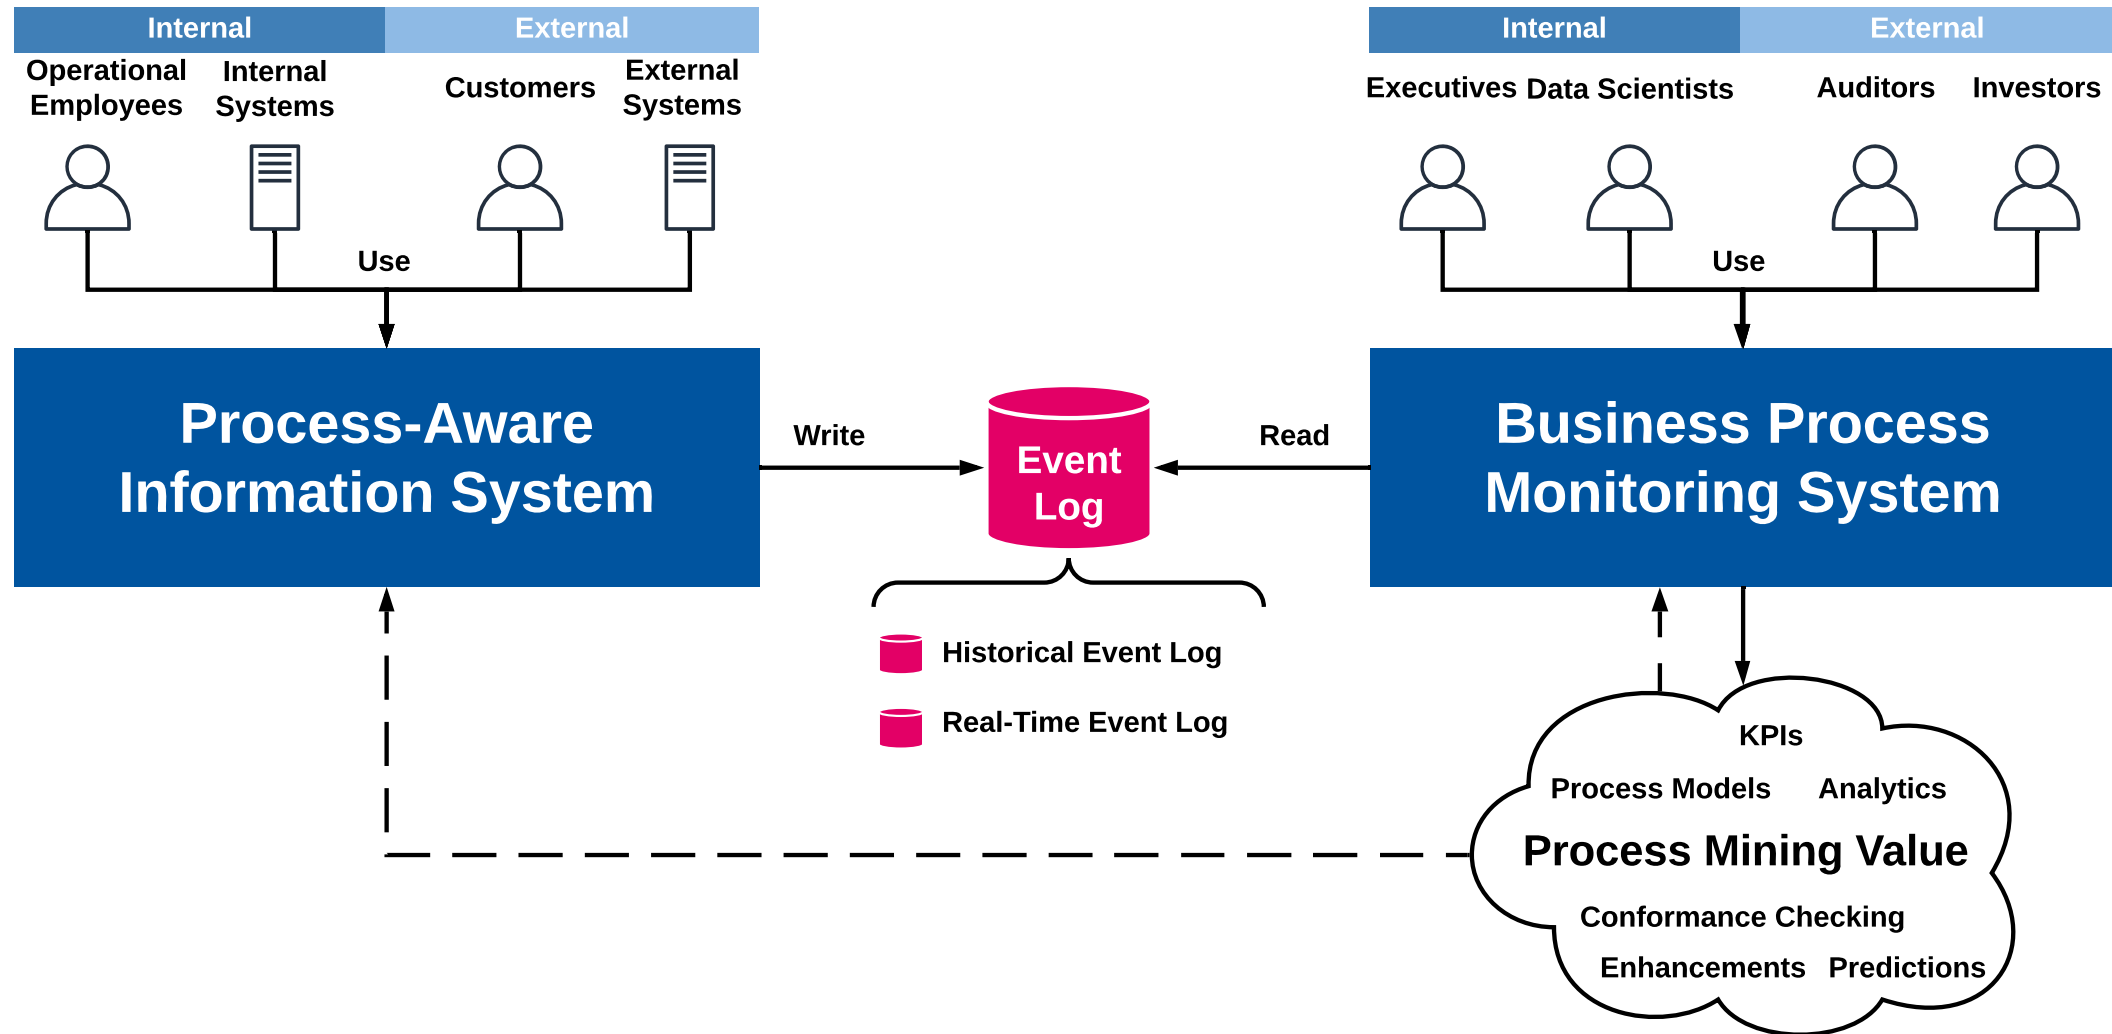 Internal
External
Internal
External
Operational
Employees
Internal
Systems
Customers
External
Systems
Executives
Data Scientists
Auditors
Investors
Use
Use
Process-Aware
Information System
Write
Event
Log
Read
Business Process
Monitoring System
Historical Event Log
Real-Time Event Log
KPIs
Process Models
Analytics
Process Mining Value
Conformance Checking
Enhancements
Predictions